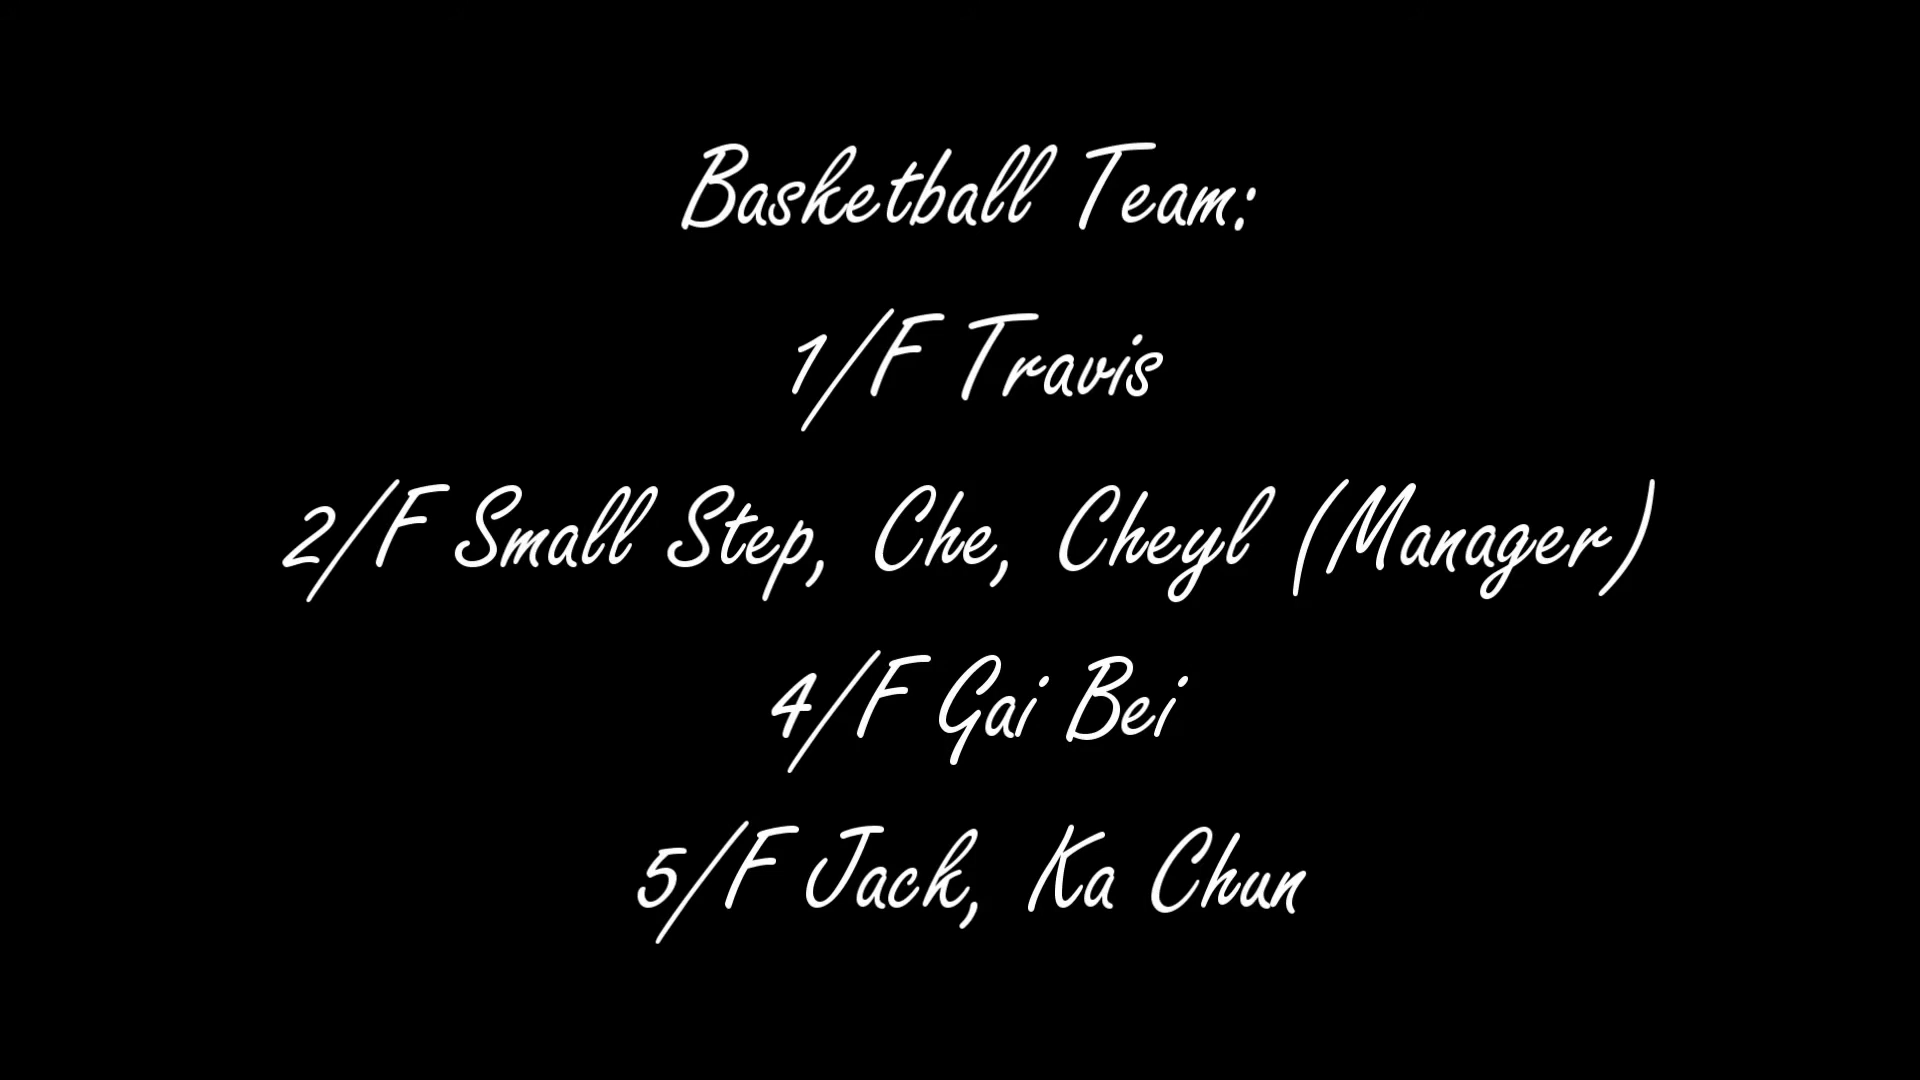 Basketball Team:
1/F Travis
2/F Small Step, Che, Cheyl (Manager)
4/F Gai Bei
5/F Jack, Ka Chun